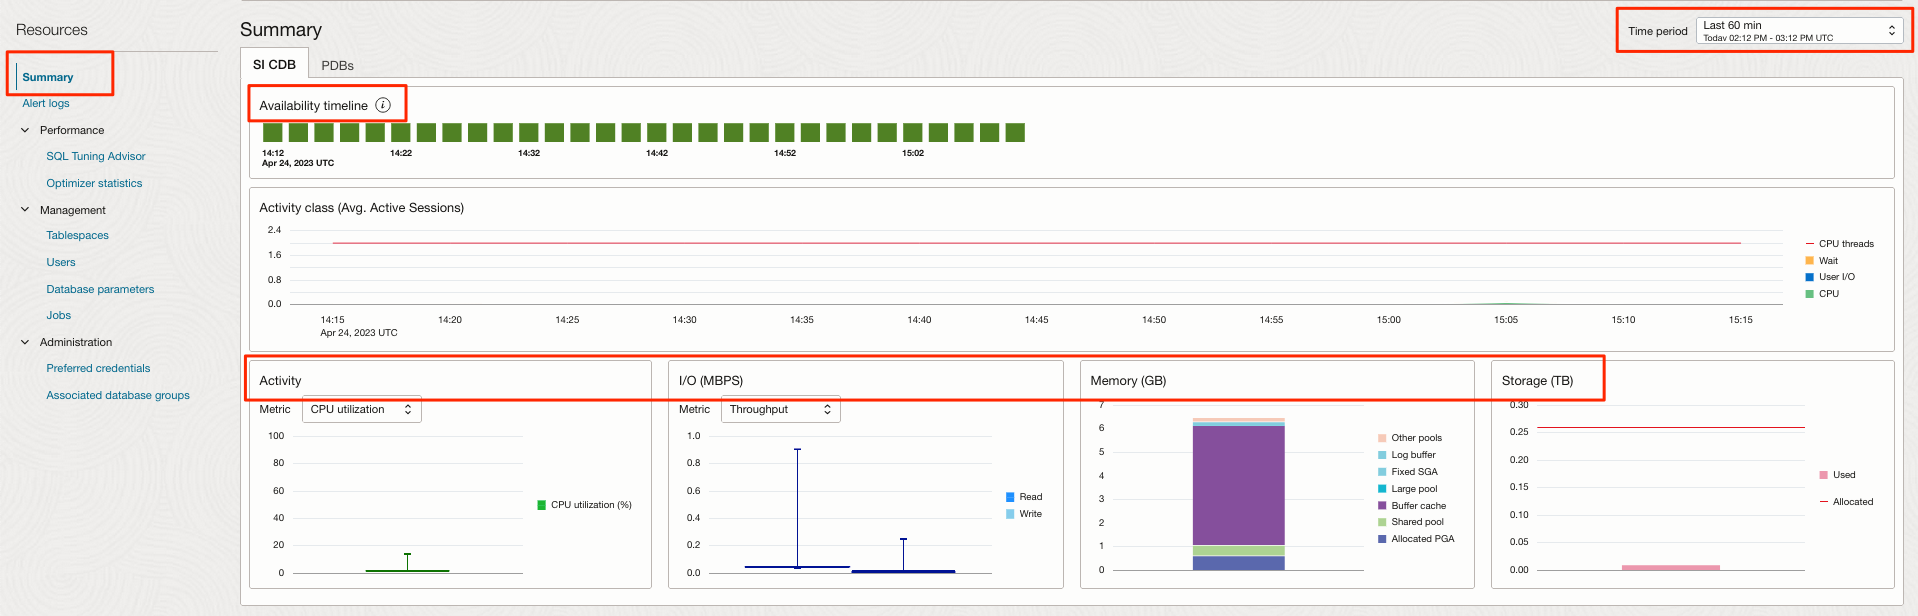 Resources
Summary
Alert logs
Performance
SQL Tuning Advisor
Optimizer statistics
Management
Tablespaces
Users
Database parameters
Jobs
Administration
Preferred credentials
Associated database groups
Summary
Time period
Last 60 min
Today 02:12 PM - 03:12 PM UTC
SI CDB PDBs
Availability timeline i
14:12 14:22 14:32 14:42 14:52 15:02
Apr 24, 2023 UTC
Activity class (Avg. Active Sessions)
2.4
1.6
0.8
0.0
14:15 14:20 14:25 14:30 14:35 14:40 14:45 14:50 14:55 15:00 15:05 15:10 15:15
Apr 24, 2023 UTC
CPU threads
Wait
User I/O
CPU
Activity
Metric CPU utilization
100
80
60
40
20
0
CPU utilization (%)
I/O (MBPS)
Metric Throughput
1.0
0.8
0.6
0.4
0.2
0.0
Read
Write
Memory (GB)
7
6
5
4
3
2
1
0
Other pools
Log buffer
Fixed SGA
Large pool
Buffer cache
Shared pool
Allocated PGA
Storage (TB)
0.30
0.25
0.20
0.15
0.10
0.05
0.00
Used
Allocated